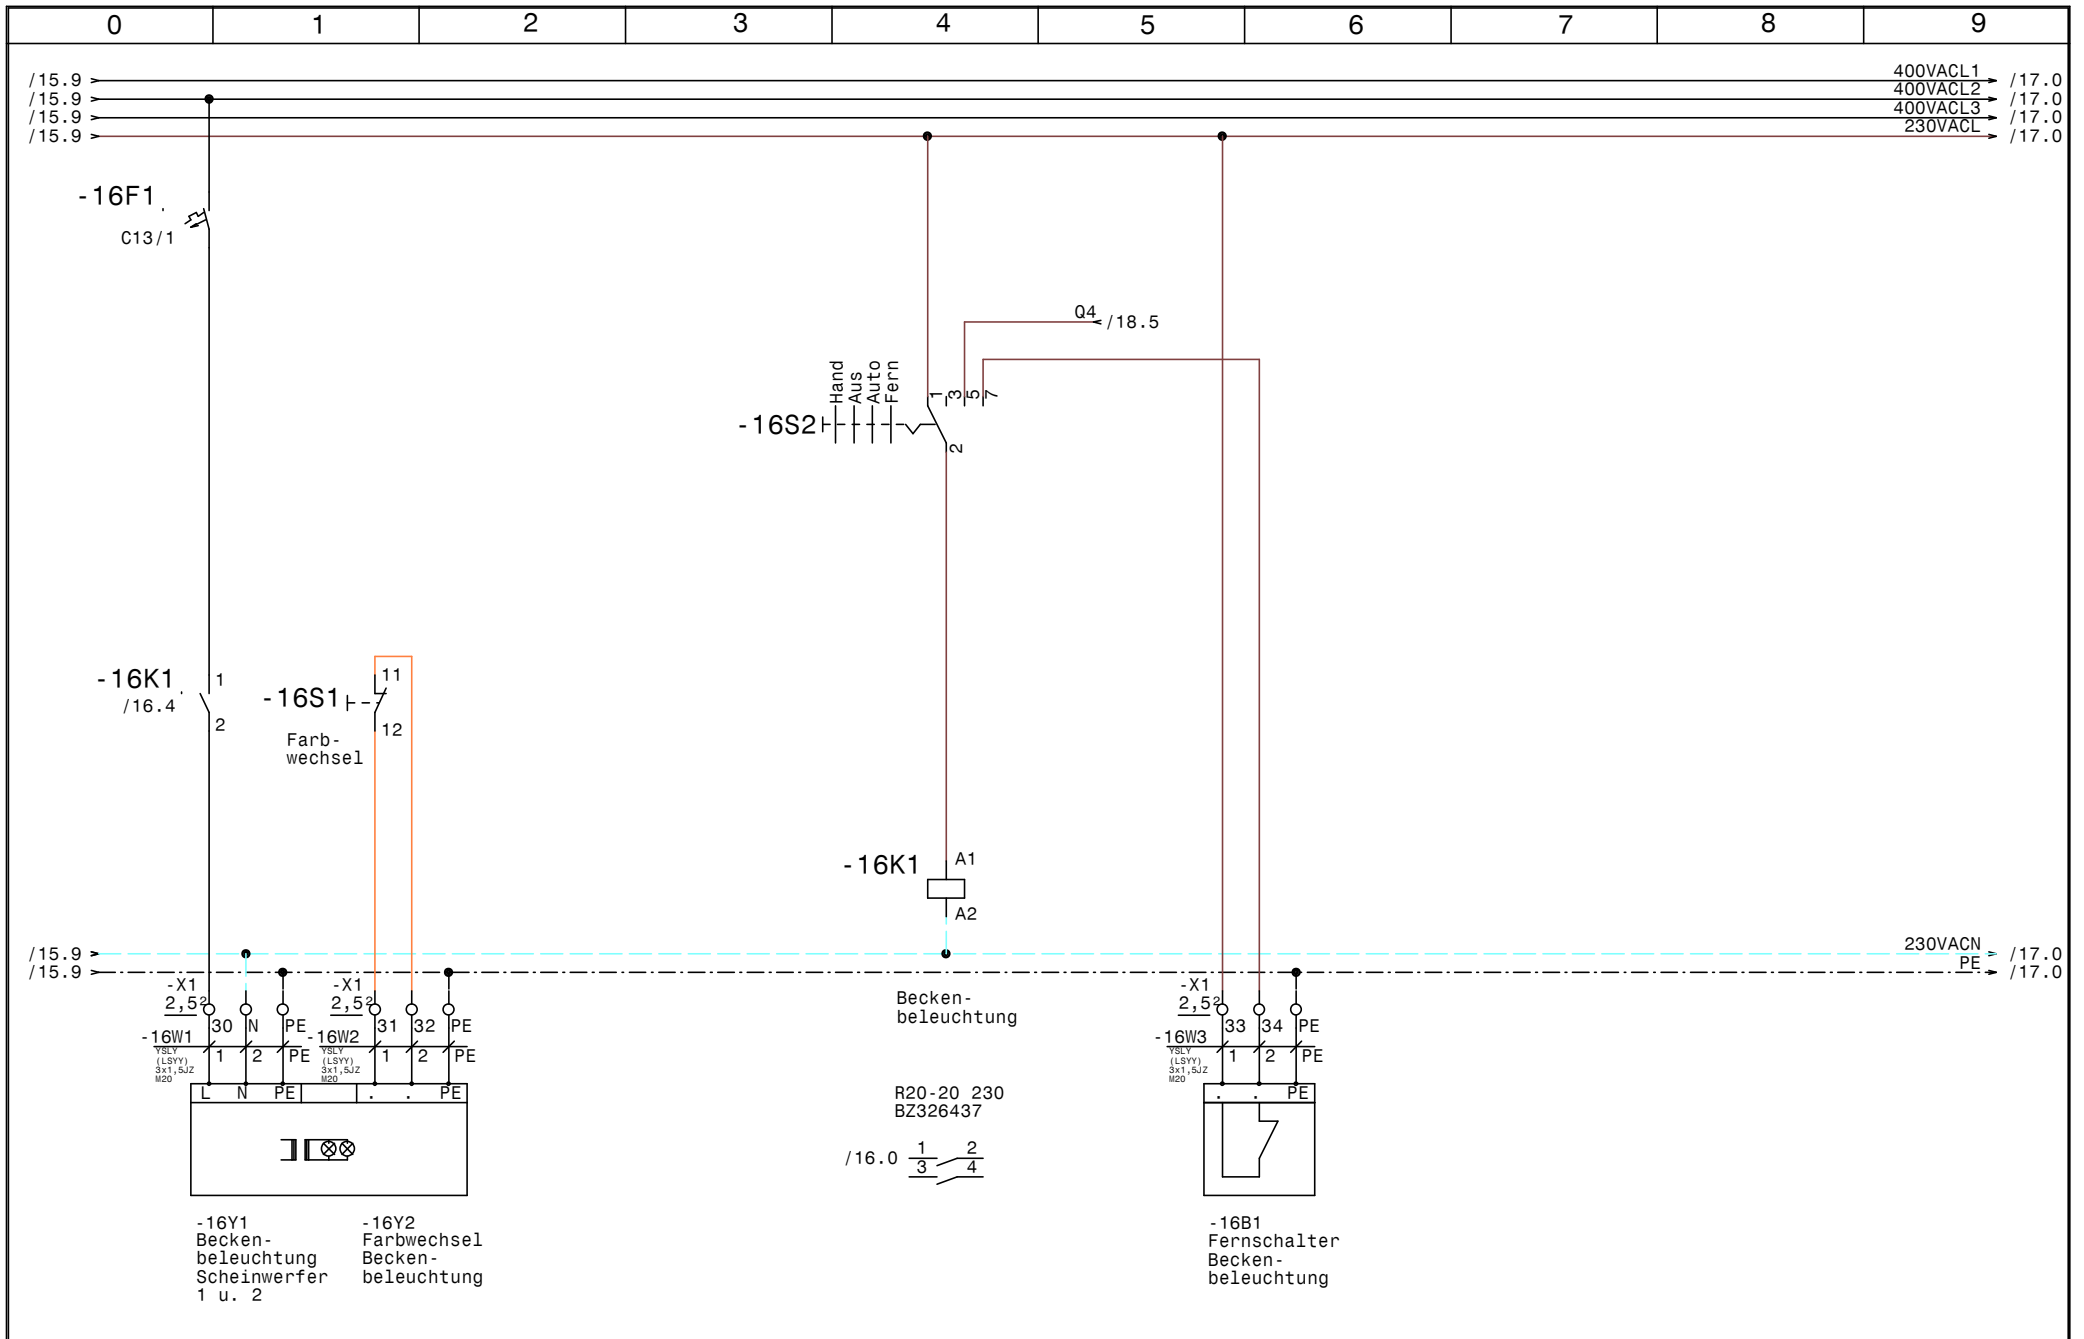 0 1 2 3 4 5 6 7 8 9
/15.9 400VACL1 /17.0
/15.9 400VACL2 /17.0
/15.9 400VACL3 /17.0
/15.9 230VACL /17.0
-16F1
C13/1
Q4 /18.5
Hand
Aus
Auto
Fern
1
3
5
7
-16S2
2
-16K1 1
/16.4
2
-16S1 11
12
Farb-
wechsel
-16K1 A1
A2
/15.9 230VACN /17.0
/15.9 PE /17.0
-X1
2,5²
30 N PE
-16W1
1 2 PE
YSLY
(LSYY)
3x1,5JZ
M20
L N PE
-X1
2,5²
31 32 PE
-16W2
1 2 PE
YSLY
(LSYY)
3x1,5JZ
M20
. . PE
Becken-
beleuchtung
R20-20 230
BZ326437
/16.0 1 2
3 4
-X1
2,5²
33 34 PE
-16W3
1 2 PE
YSLY
(LSYY)
3x1,5JZ
M20
. . PE
-16Y1
Becken-
beleuchtung
Scheinwerfer
1 u. 2
-16Y2
Farbwechsel
Becken-
beleuchtung
-16B1
Fernschalter
Becken-
beleuchtung